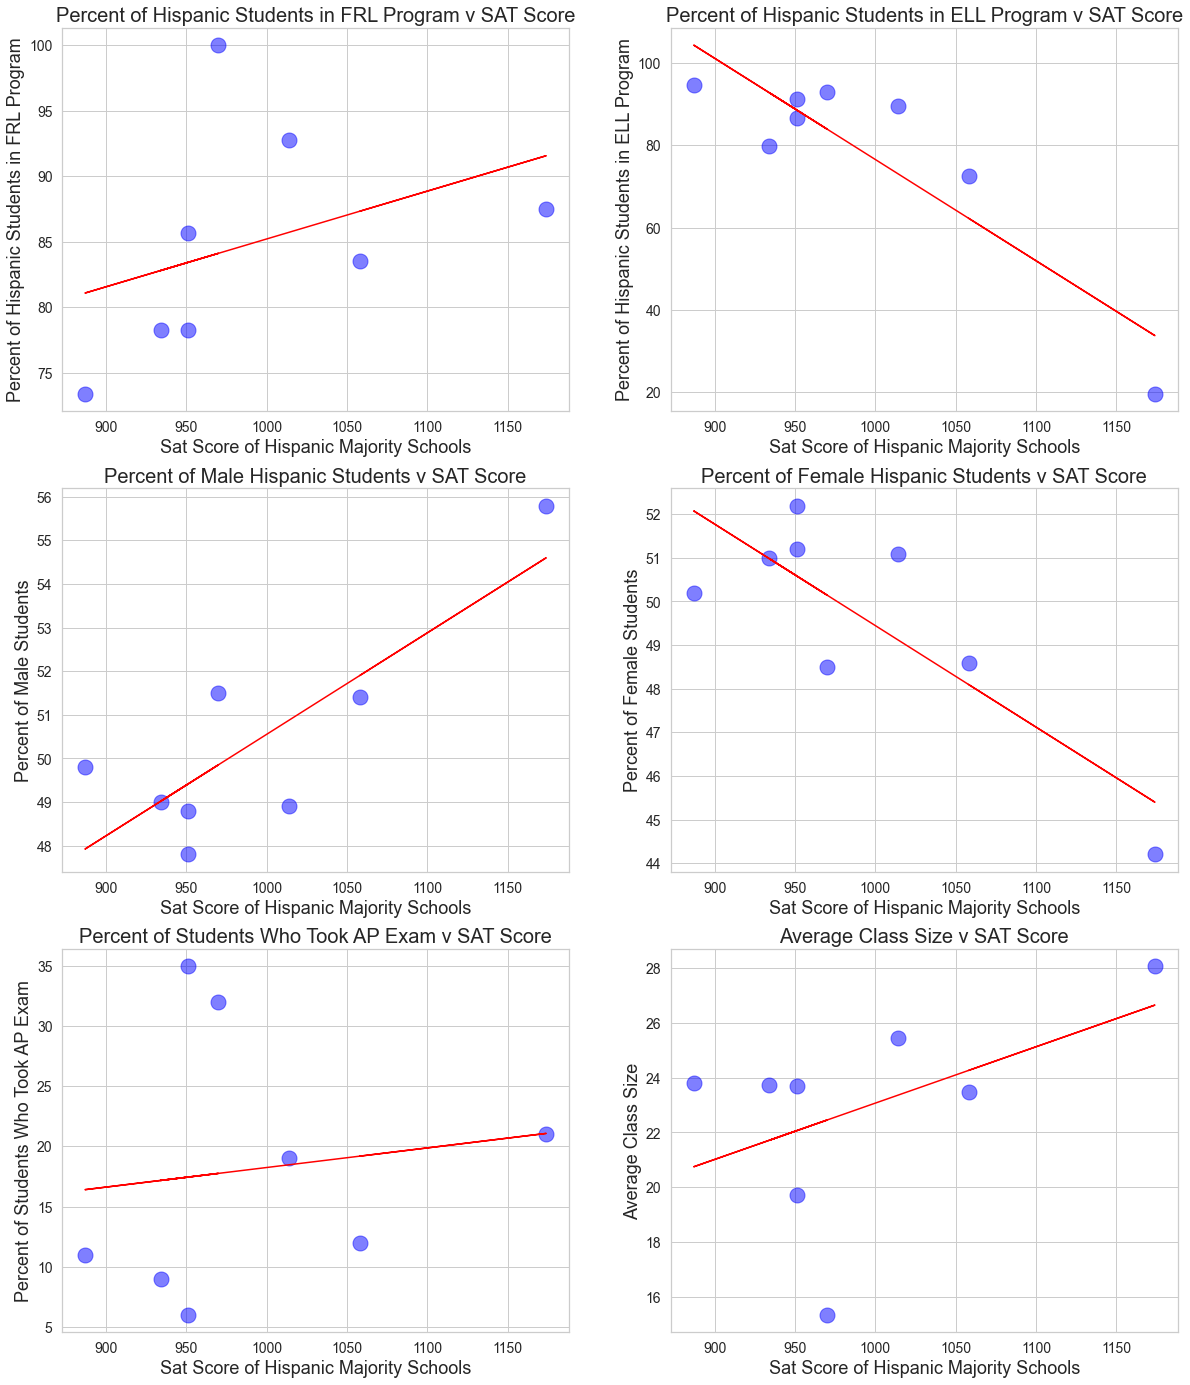 Percent of Hispanic Students in FRL Program v SAT Score
Percent of Hispanic Students in FRL Program
100
95
90
85
80
75
900 950 1000 1050 1100 1150
Sat Score of Hispanic Majority Schools
Percent of Hispanic Students in ELL Program v SAT Score
Percent of Hispanic Students in ELL Program
100
80
60
40
20
900 950 1000 1050 1100 1150
Sat Score of Hispanic Majority Schools
Percent of Male Hispanic Students v SAT Score
Percent of Male Students
56
55
54
53
52
51
50
49
48
900 950 1000 1050 1100 1150
Sat Score of Hispanic Majority Schools
Percent of Female Hispanic Students v SAT Score
Percent of Female Students
52
51
50
49
48
47
46
45
44
900 950 1000 1050 1100 1150
Sat Score of Hispanic Majority Schools
Percent of Students Who Took AP Exam v SAT Score
Percent of Students Who Took AP Exam
35
30
25
20
15
10
5
900 950 1000 1050 1100 1150
Sat Score of Hispanic Majority Schools
Average Class Size v SAT Score
Average Class Size
28
26
24
22
20
18
16
900 950 1000 1050 1100 1150
Sat Score of Hispanic Majority Schools